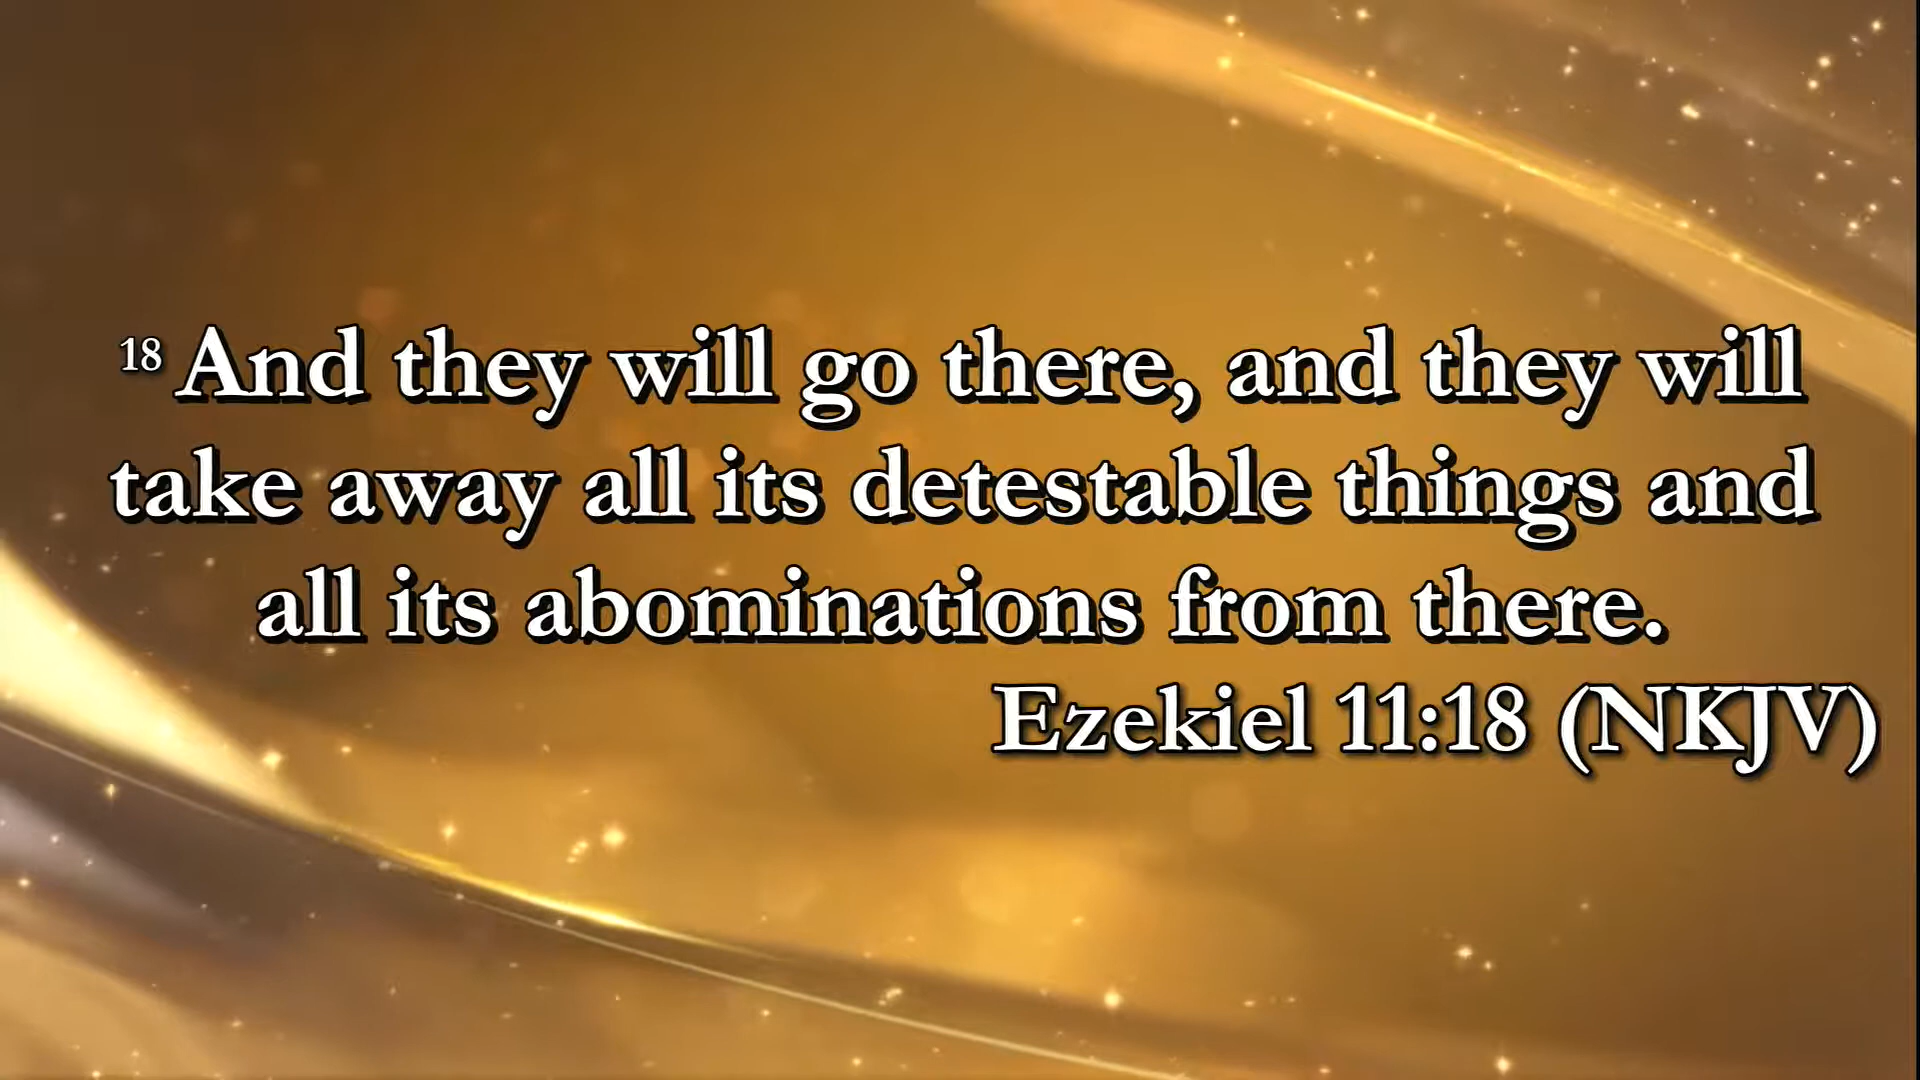 18 And they will go there, and they will
take away all its detestable things and
all its abominations from there.
Ezekiel 11:18 (NKJV)